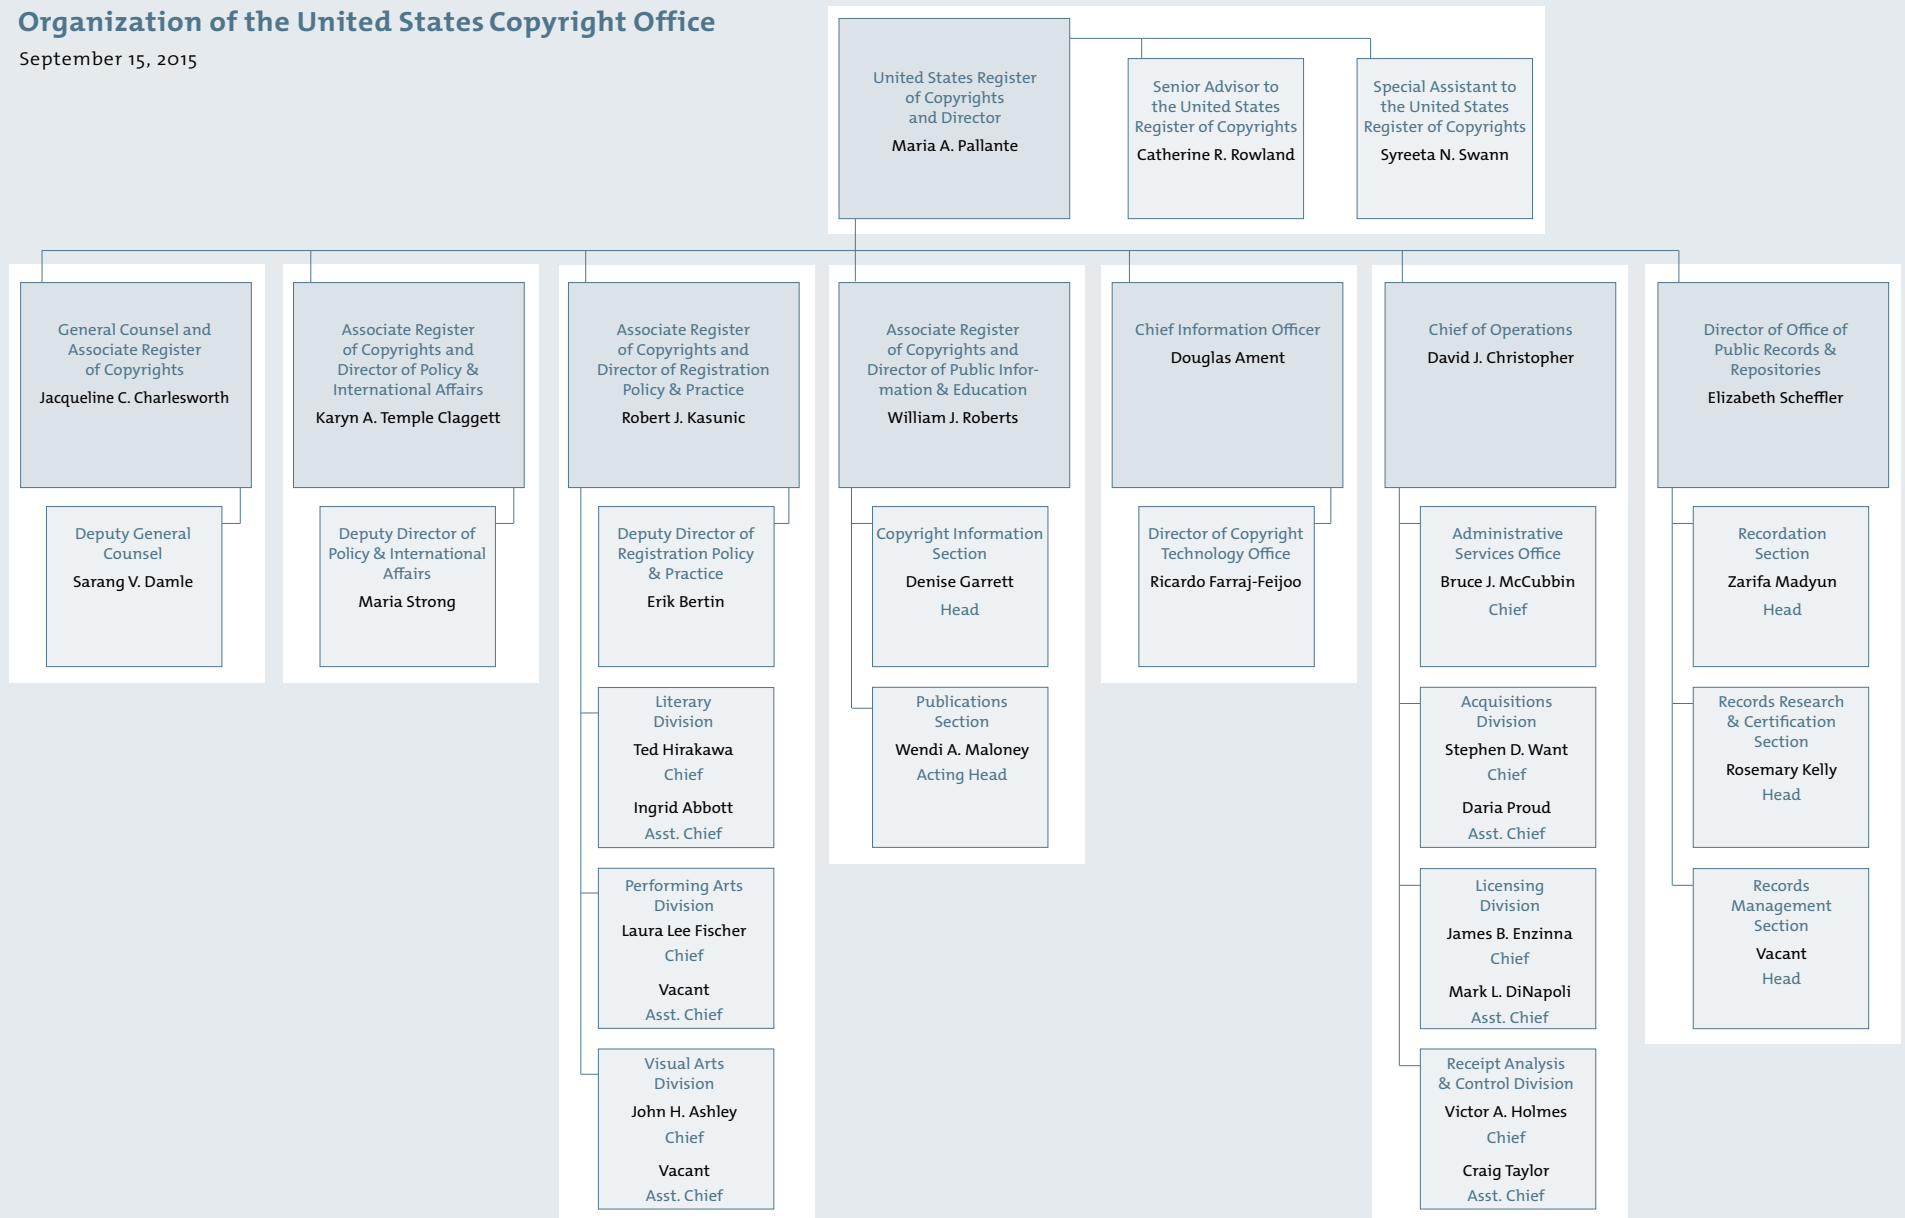 Organization of the United States Copyright Office
September 15, 2015
United States Register
of Copyrights
and Director
Maria A. Pallante
Senior Advisor to
the United States
Register of Copyrights
Catherine R. Rowland
Special Assistant to
the United States
Register of Copyrights
Syreeta N. Swann
General Counsel and
Associate Register
of Copyrights
Jacqueline C. Charlesworth
Deputy General
Counsel
Sarang V. Damle
Associate Register
of Copyrights and
Director of Policy &
International Affairs
Karyn A. Temple Claggett
Deputy Director of
Policy & International
Affairs
Maria Strong
Associate Register
of Copyrights and
Director of Registration
Policy & Practice
Robert J. Kasunic
Deputy Director of
Registration Policy
& Practice
Erik Bertin
Literary
Division
Ted Hirakawa
Chief
Ingrid Abbott
Asst. Chief
Performing Arts
Division
Laura Lee Fischer
Chief
Vacant
Asst. Chief
Visual Arts
Division
John H. Ashley
Chief
Vacant
Asst. Chief
Associate Register
of Copyrights and
Director of Public Infor-
mation & Education
William J. Roberts
Copyright Information
Section
Denise Garrett
Head
Publications
Section
Wendi A. Maloney
Acting Head
Chief Information Officer
Douglas Ament
Director of Copyright
Technology Office
Ricardo Farraj-Feijoo
Chief of Operations
David J. Christopher
Administrative
Services Office
Bruce J. McCubbin
Chief
Acquisitions
Division
Stephen D. Want
Chief
Daria Proud
Asst. Chief
Licensing
Division
James B. Enzinna
Chief
Mark L. DiNapoli
Asst. Chief
Receipt Analysis
& Control Division
Victor A. Holmes
Chief
Craig Taylor
Asst. Chief
Director of Office of
Public Records &
Repositories
Elizabeth Scheffler
Recordation
Section
Zarifa Madyun
Head
Records Research
& Certification
Section
Rosemary Kelly
Head
Records
Management
Section
Vacant
Head